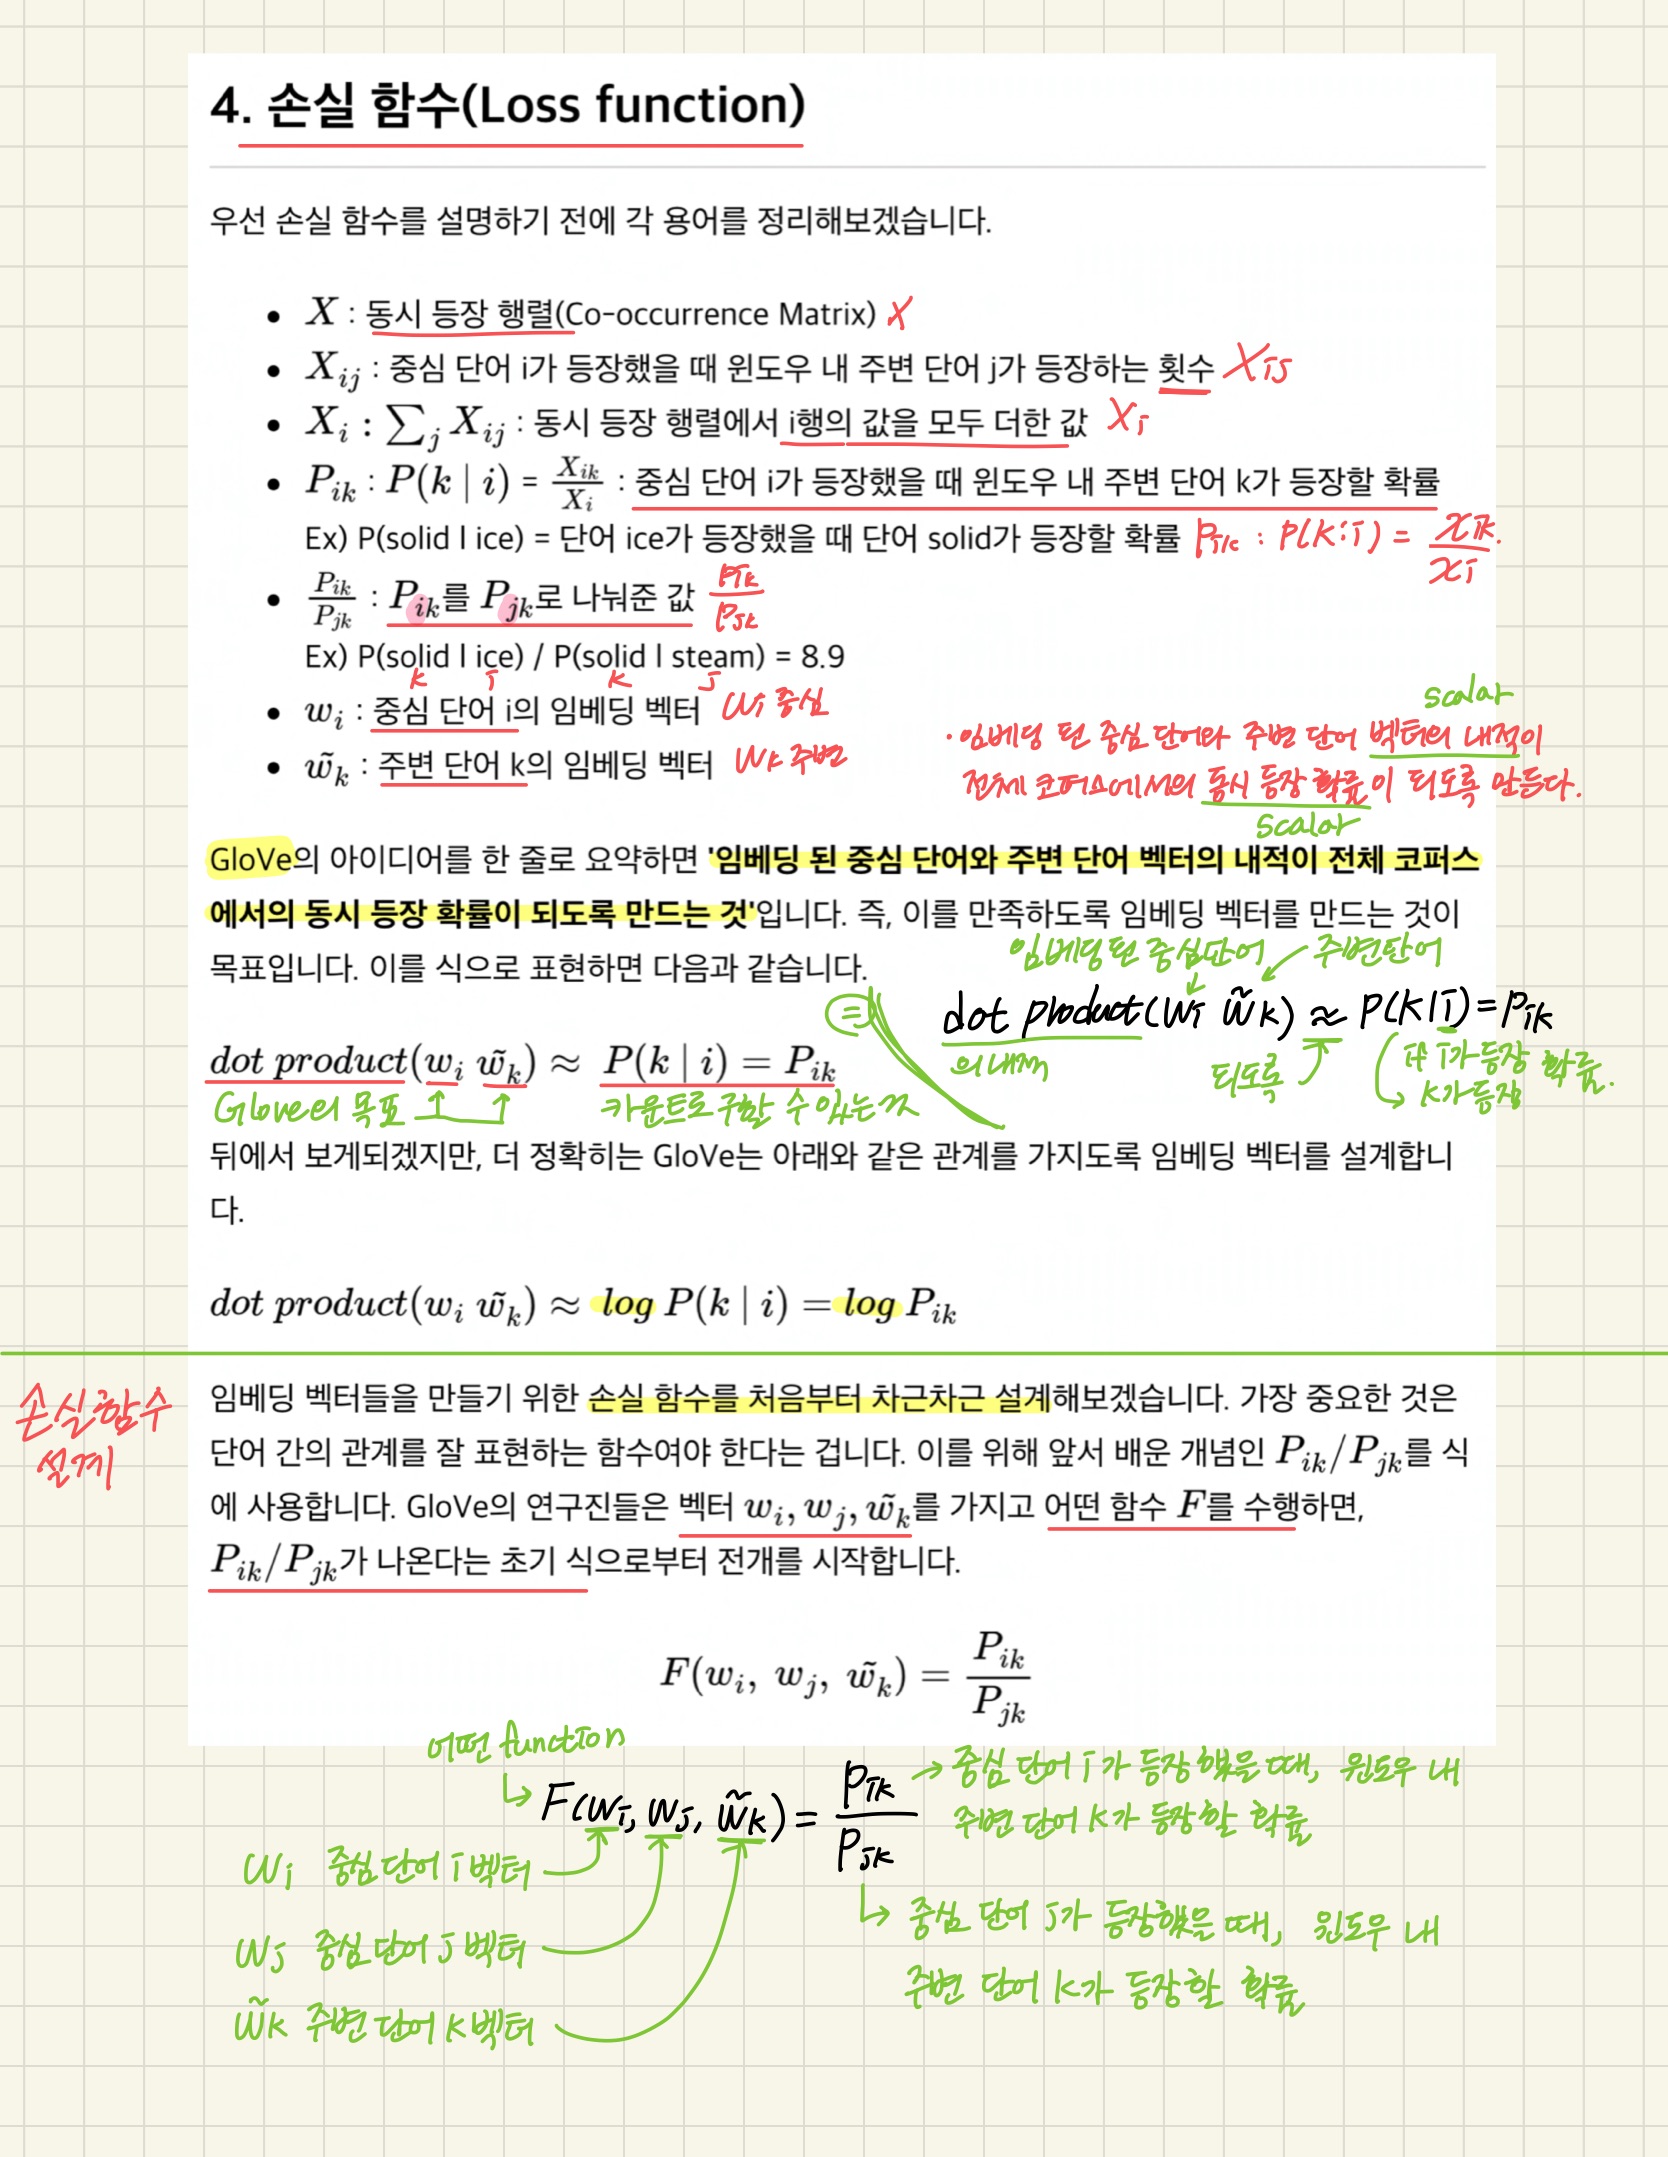 4. 손실 함수(Loss function)
우선 손실 함수를 설명하기 전에 각 용어를 정리해보겠습니다.
• X : 동시 등장 행렬(Co-occurrence Matrix) X
• X_{ij} : 중심 단어 i가 등장했을 때 윈도우 내 주변 단어 j가 등장하는 횟수 X_{ij}
• X_i : ∑_j X_{ij} : 동시 등장 행렬에서 i행의 값을 모두 더한 값 X_i
• P_{ik} : P(k | i) = X_{ik}/X_i : 중심 단어 i가 등장했을 때 윈도우 내 주변 단어 k가 등장할 확률
Ex) P(solid l ice) = 단어 ice가 등장했을 때 단어 solid가 등장할 확률 P_{ik} : P(K:i) = x_{ik}/x_i
• P_{ik}/P_{jk} : P_{ik}를 P_{jk}로 나눠준 값 P_{ik}/P_{jk}
Ex) P(solid l ice) / P(solid l steam) = 8.9
k i k j
• w_i : 중심 단어 i의 임베딩 벡터 w_i 중심
• w̃_k : 주변 단어 k의 임베딩 벡터 w_k 주변
scalar
·임베딩 된 중심 단어와 주변 단어 벡터의 내적이
전체 코퍼스에서의 동시 등장 확률이 되도록 만든다.
scalar
GloVe의 아이디어를 한 줄로 요약하면 '임베딩 된 중심 단어와 주변 단어 벡터의 내적이 전체 코퍼스
에서의 동시 등장 확률이 되도록 만드는 것'입니다. 즉, 이를 만족하도록 임베딩 벡터를 만드는 것이
목표입니다. 이를 식으로 표현하면 다음과 같습니다.
임베딩 된 중심단어 주변단어
dot product(w_i w̃_k) ≈ P(K|i) = P_{ik}
의 내적 되도록 if i가 등장 확률.
K가 등장
=
dot product(w_i w̃_k) ≈ P(k | i) = P_{ik}
Glove의 목표 카운트로 구할 수 있는 것
뒤에서 보게되겠지만, 더 정확히는 GloVe는 아래와 같은 관계를 가지도록 임베딩 벡터를 설계합니
다.
dot product(w_i w̃_k) ≈ log P(k | i) = log P_{ik}
손실함수
설계
임베딩 벡터들을 만들기 위한 손실 함수를 처음부터 차근차근 설계해보겠습니다. 가장 중요한 것은
단어 간의 관계를 잘 표현하는 함수여야 한다는 겁니다. 이를 위해 앞서 배운 개념인 P_{ik}/P_{jk}를 식
에 사용합니다. GloVe의 연구진들은 벡터 w_i, w_j, w̃_k를 가지고 어떤 함수 F를 수행하면,
P_{ik}/P_{jk}가 나온다는 초기 식으로부터 전개를 시작합니다.
F(w_i, w_j, w̃_k) = P_{ik}/P_{jk}
어떤 function
F(w_i, w_j, w̃_k) = P_{ik}/P_{jk}
→ 중심 단어 i가 등장 했을 때, 윈도우 내
주변 단어 K가 등장할 확률
w_i 중심 단어 i 벡터
w_j 중심 단어 j 벡터
w̃k 주변 단어 K 벡터
↳ 중심 단어 j가 등장했을 때, 윈도우 내
주변 단어 K가 등장할 확률